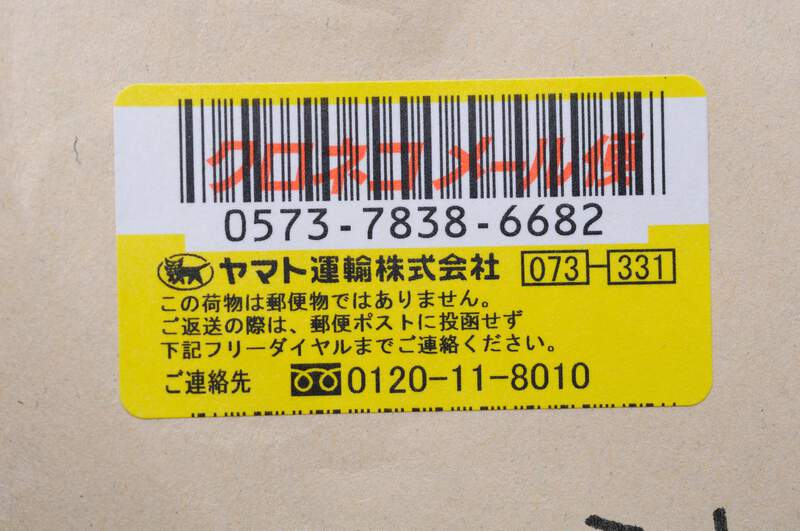 クロネコメール便
0573-7838-6682
ヤマト運輸株式会社 073-331
この荷物は郵便物ではありません。
ご返送の際は、郵便ポストに投函せず
下記フリーダイヤルまでご連絡ください。
ご連絡先 0120-11-8010